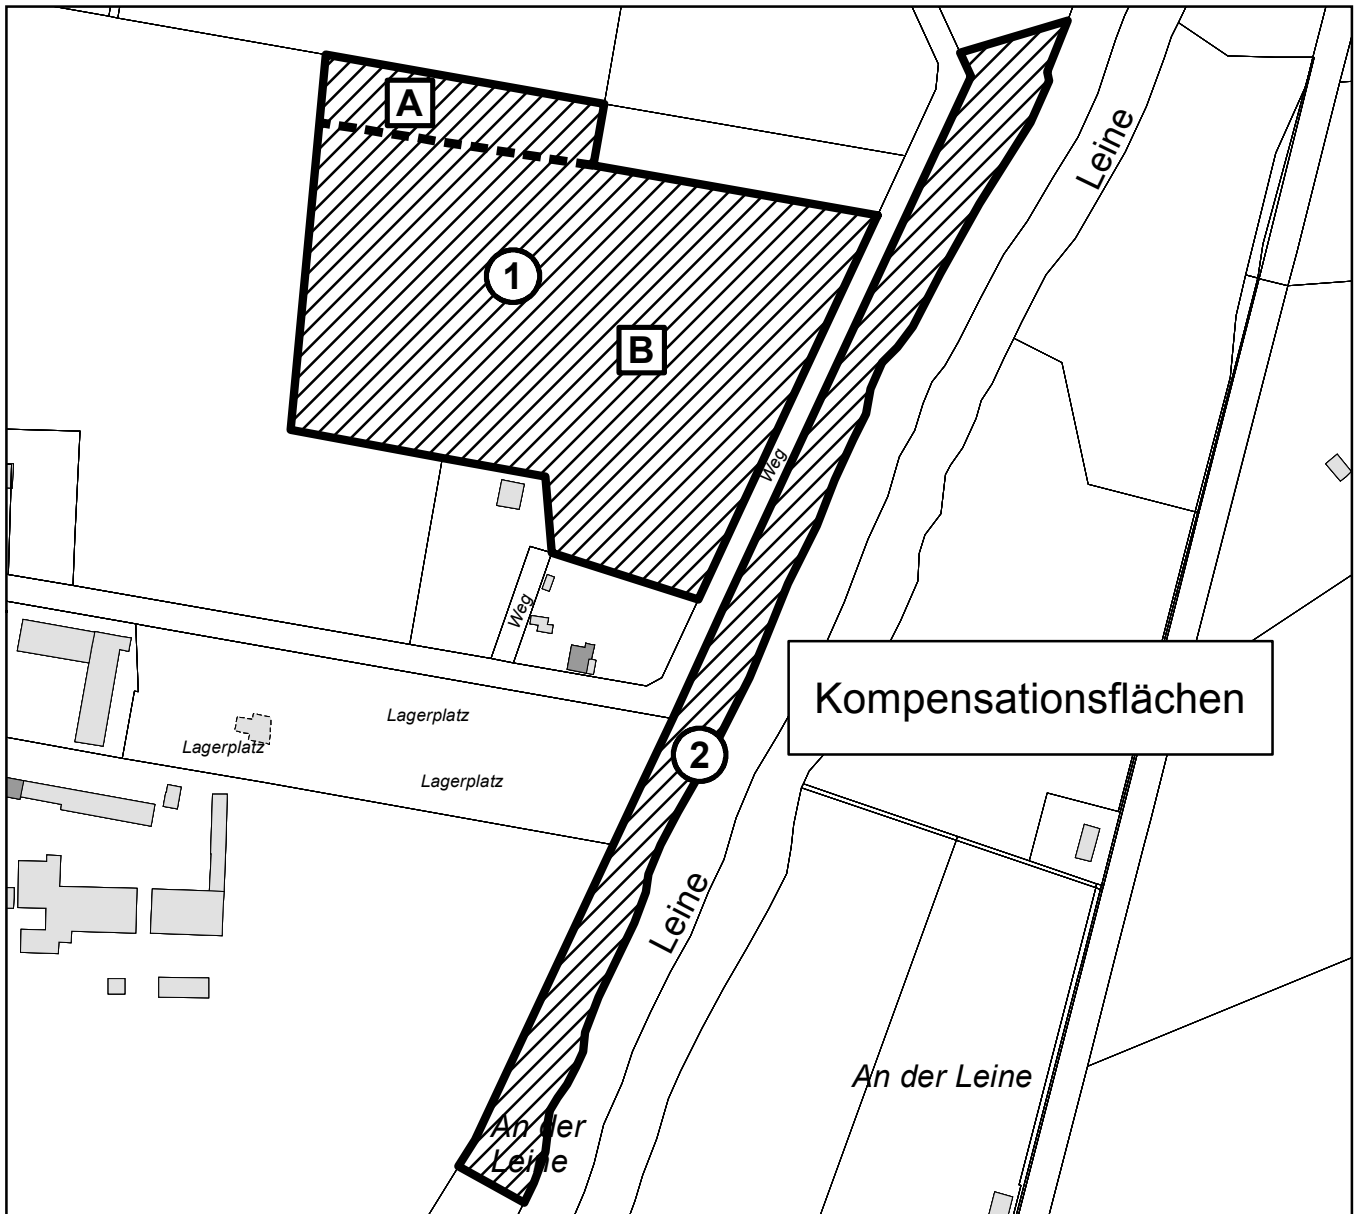 A
Leine
1
B
Weg
Weg
Kompensationsflächen
Lagerplatz
Lagerplatz
2
Lagerplatz
Leine
An der Leine
An der
Leine